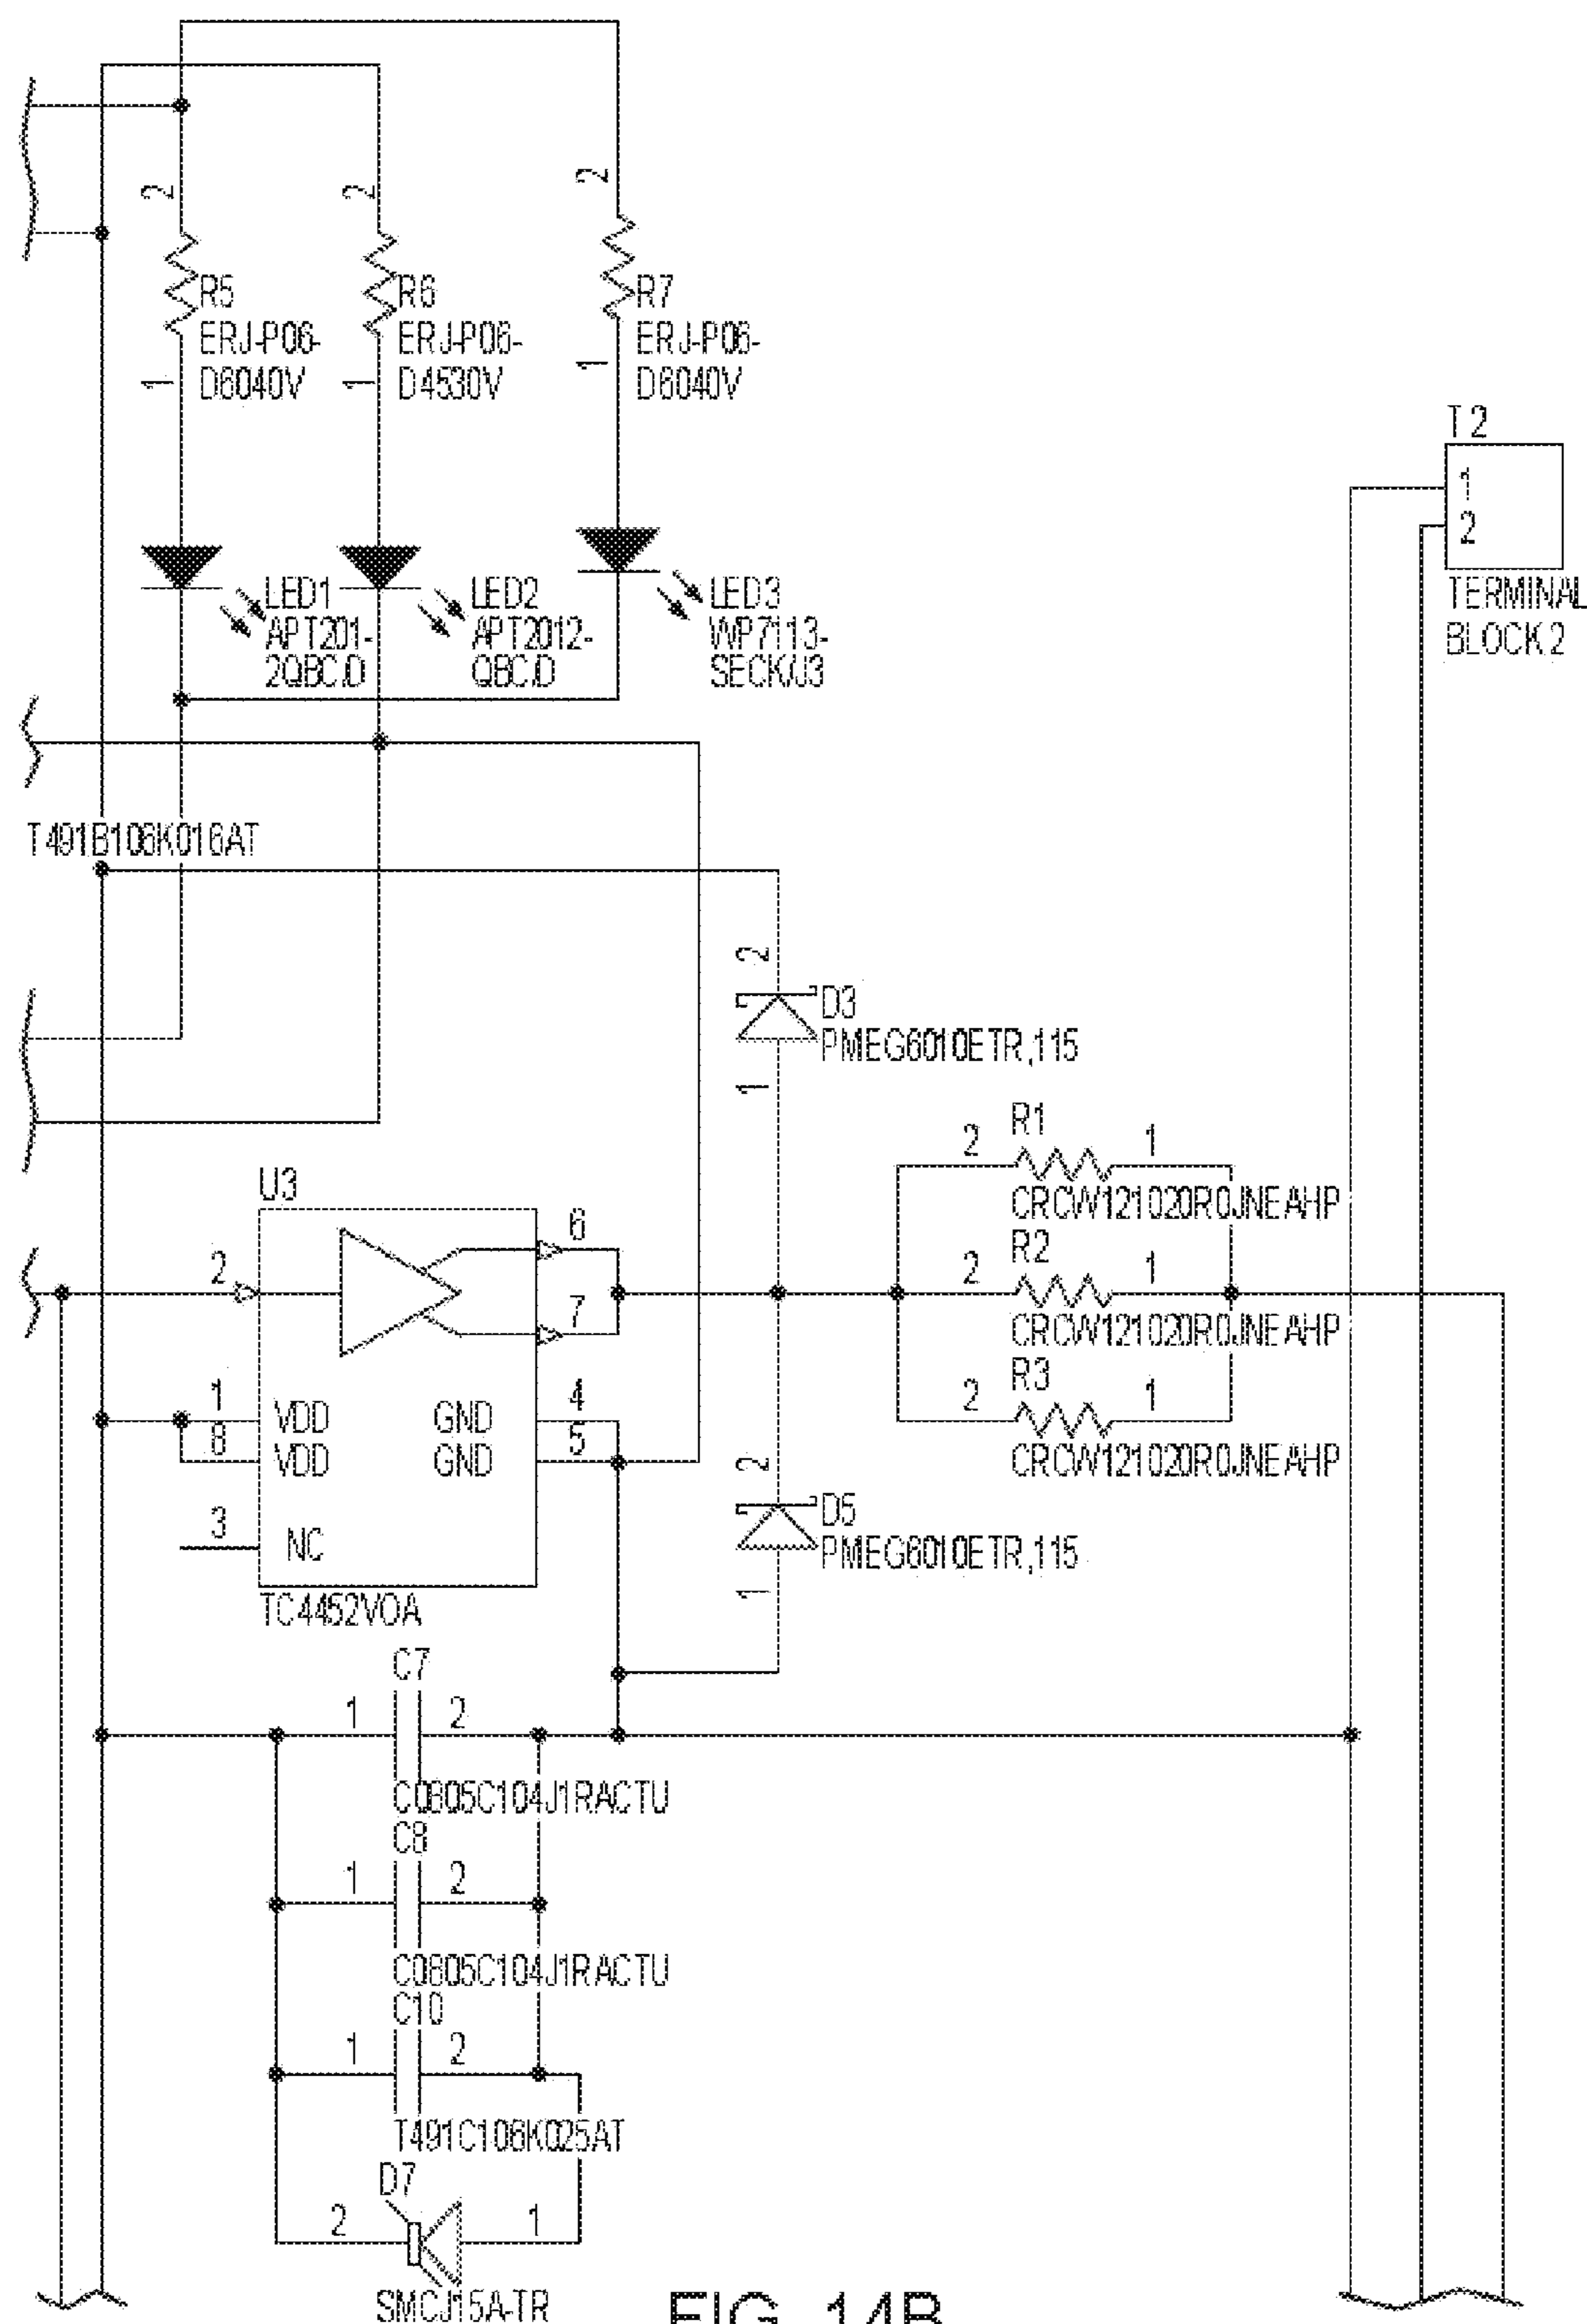 2
2
2
R5
ERJ-P06-
D6040V
R6
ERJ-P06-
D4530V
R7
ERJ-P06-
D6040V
1
1
1
T2
1
2
TERMINAL
BLOCK 2
LED1
APT201-
2QBC/D
LED2
APT2012-
QBC/D
LED3
WP7113-
SECK/J3
T491B106K016AT
2
D3
PMEG6010ETR,115
1
R1
2
1
CRCW121020R0JNEAHP
R2
2
1
CRCW121020R0JNEAHP
R3
2
1
CRCW121020R0JNEAHP
U3
2
6
7
1
VDD
GND
4
8
VDD
GND
5
3
NC
TC4452VOA
2
D5
PMEG6010ETR,115
1
C7
1
2
C0805C104J1RACTU
C8
1
2
C0805C104J1RACTU
C10
1
2
T491C106K025AT
D7
2
1
SMCJ15A-TR
FIG. 14B